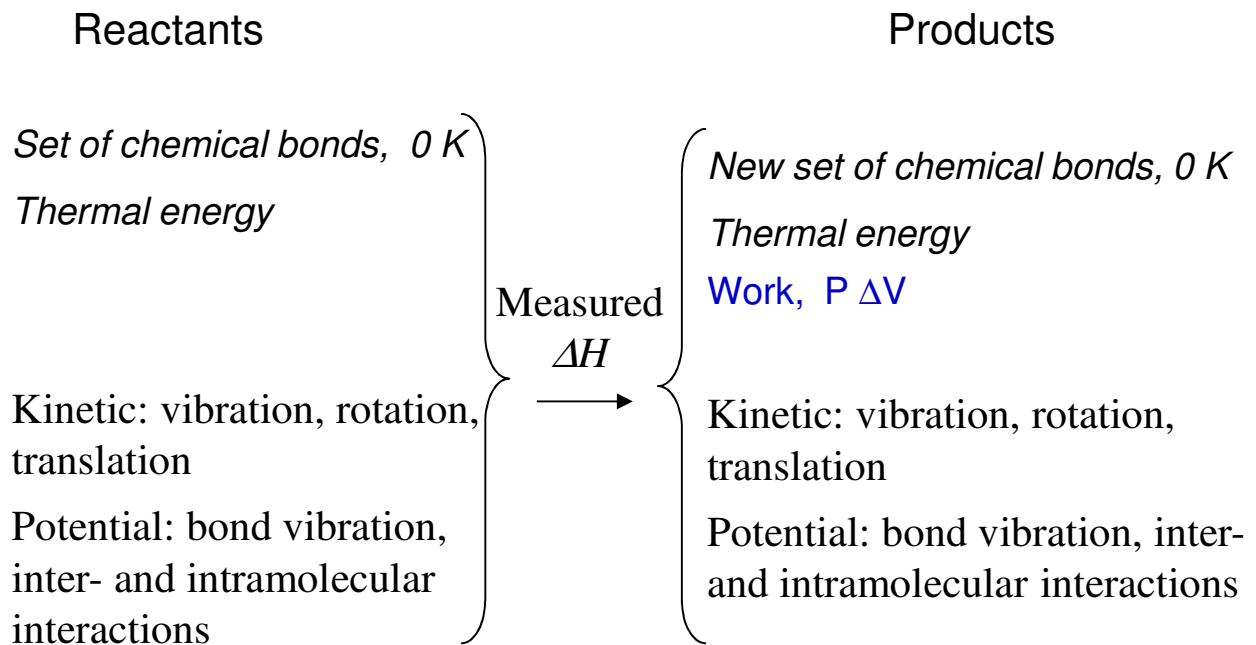 Reactants
Set of chemical bonds, 0 K
Thermal energy
Kinetic: vibration, rotation,
translation
Potential: bond vibration,
inter- and intramolecular
interactions
Measured
ΔH
Products
New set of chemical bonds, 0 K
Thermal energy
Work, P ΔV
Kinetic: vibration, rotation,
translation
Potential: bond vibration, inter-
and intramolecular interactions